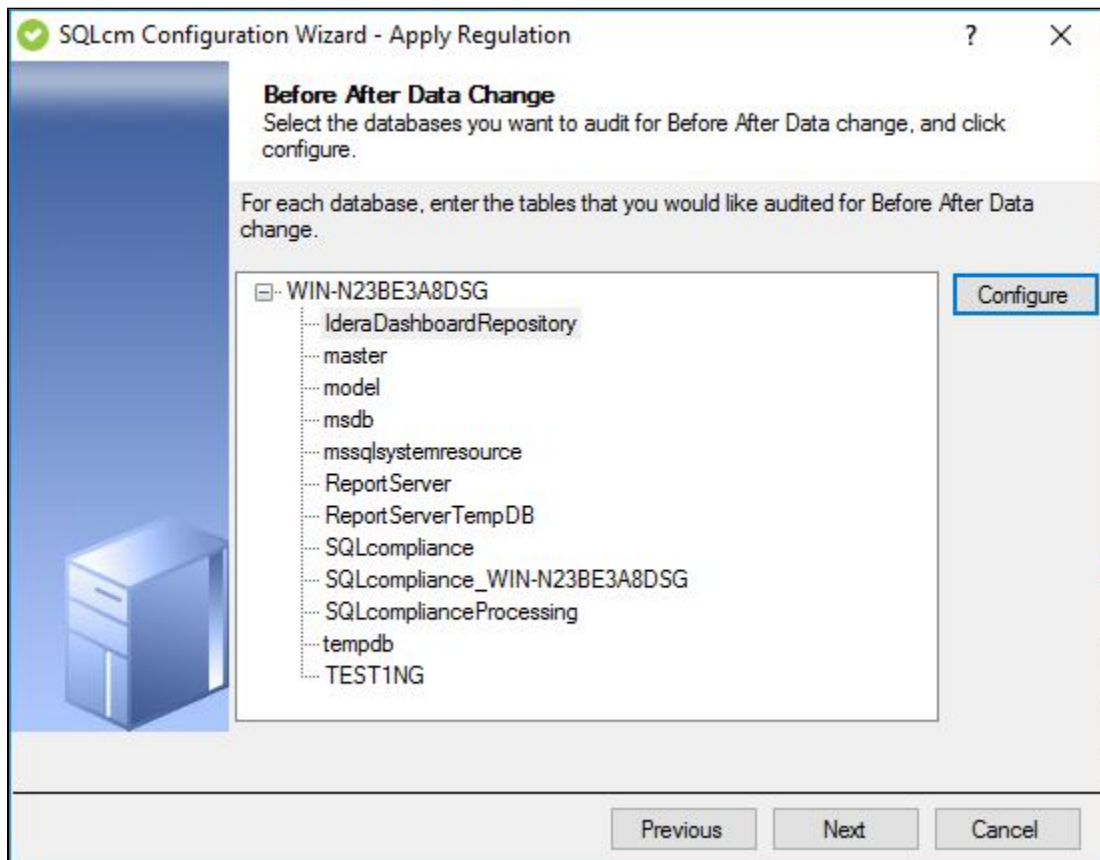 SQLcm Configuration Wizard - Apply Regulation ?
Before After Data Change
Select the databases you want to audit for Before After Data change, and click
configure.
For each database, enter the tables that you would like audited for Before After Data
change.
WIN-N23BE3A8DSG
Configure
IderaDashboardRepository
master
model
msdb
mssqlsystemresource
ReportServer
ReportServerTempDB
SQLcompliance
SQLcompliance_WIN-N23BE3A8DSG
SQLcomplianceProcessing
tempdb
TEST1NG
Previous Next Cancel